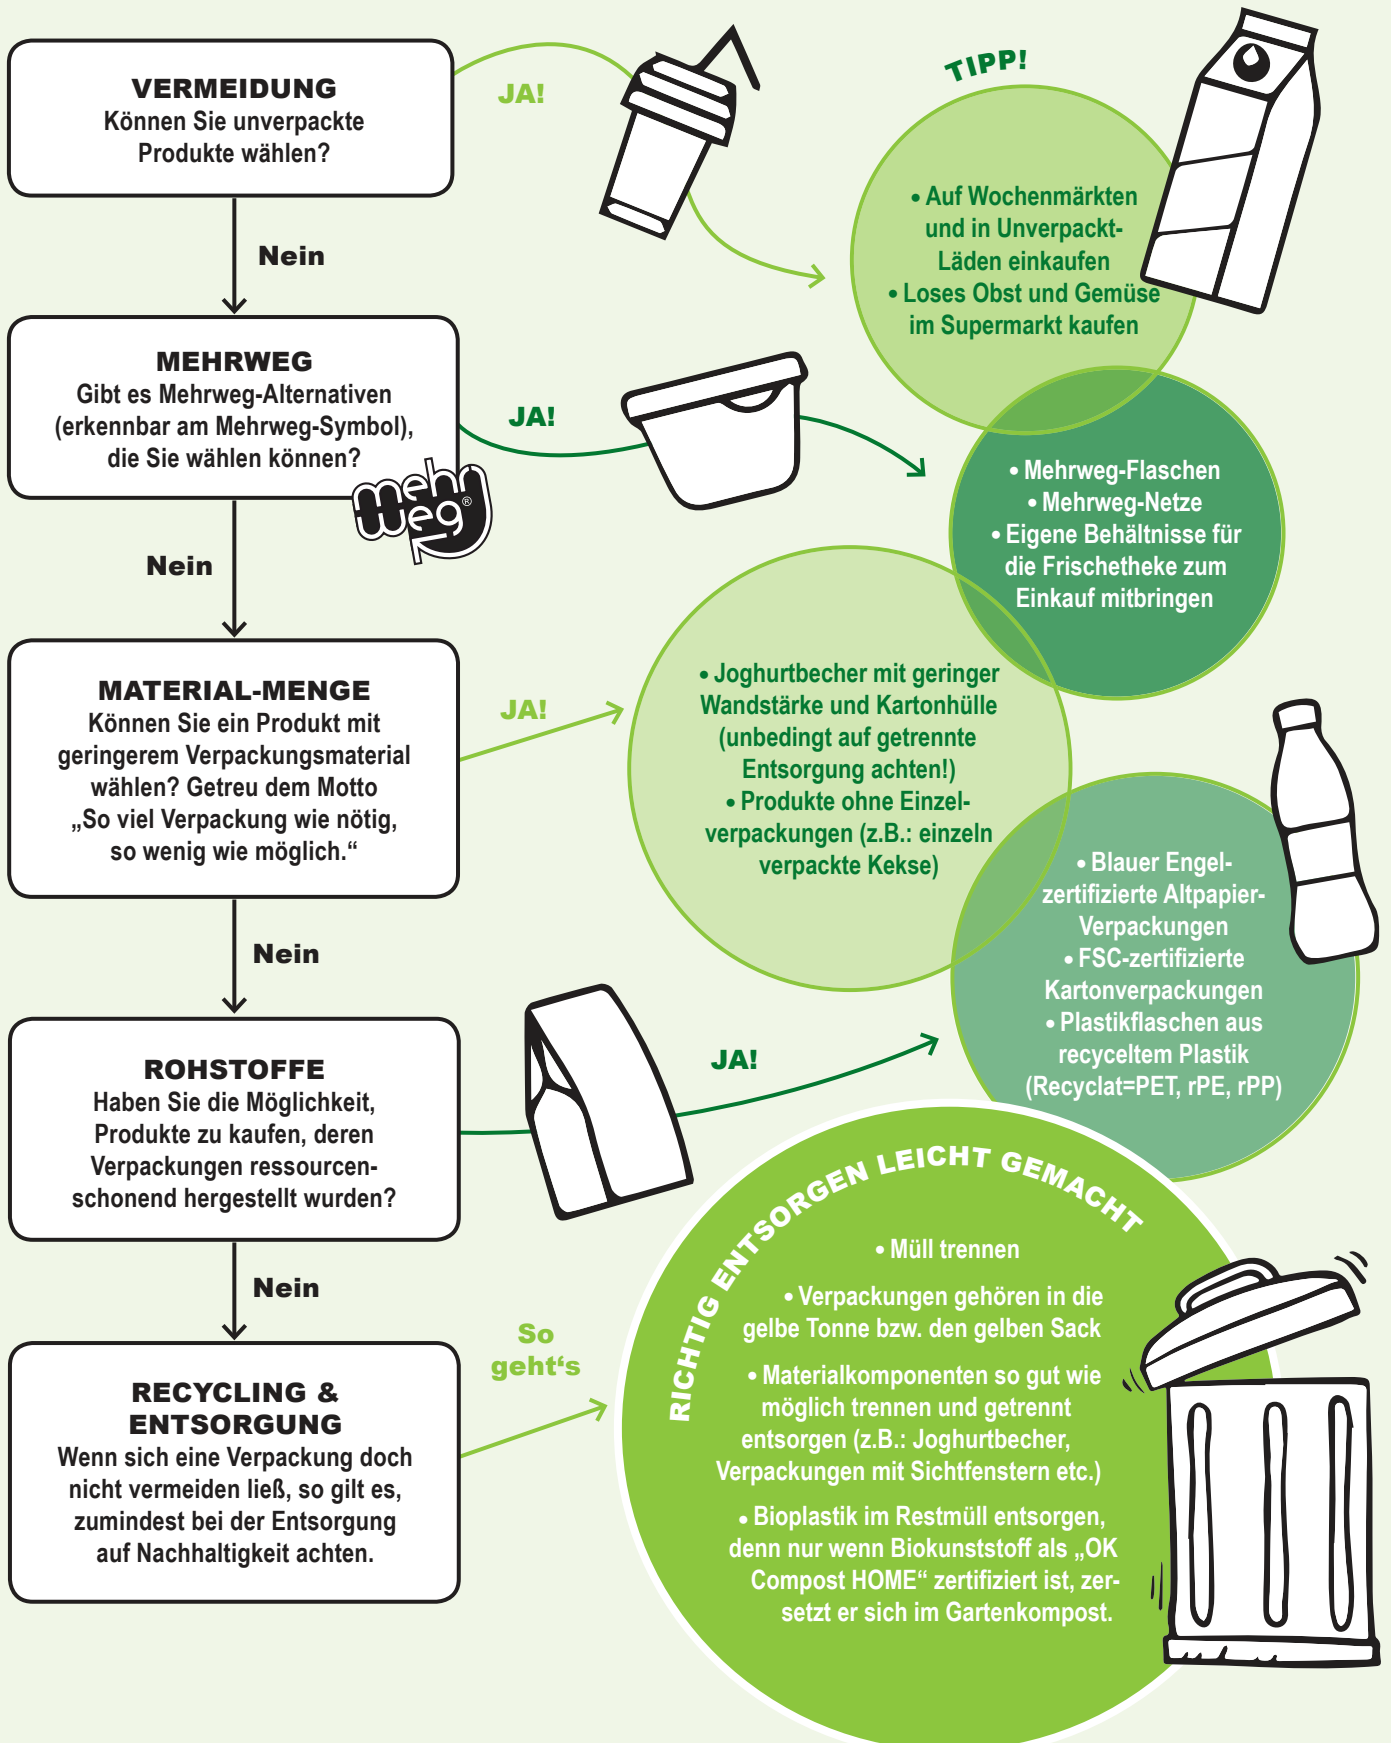 VERMEIDUNG
Können Sie unverpackte
Produkte wählen?
JA!
TIPP!
• Auf Wochenmärkten
und in Unverpackt-
Läden einkaufen
• Loses Obst und Gemüse
im Supermarkt kaufen
Nein
MEHRWEG
Gibt es Mehrweg-Alternativen
(erkennbar am Mehrweg-Symbol),
die Sie wählen können?
mehr
weg®
JA!
• Mehrweg-Flaschen
• Mehrweg-Netze
• Eigene Behältnisse für
die Frischetheke zum
Einkauf mitbringen
Nein
MATERIAL-MENGE
Können Sie ein Produkt mit
geringerem Verpackungsmaterial
wählen? Getreu dem Motto
„So viel Verpackung wie nötig,
so wenig wie möglich.“
JA!
• Joghurtbecher mit geringer
Wandstärke und Kartonhülle
(unbedingt auf getrennte
Entsorgung achten!)
• Produkte ohne Einzel-
verpackungen (z.B.: einzeln
verpackte Kekse)
Nein
ROHSTOFFE
Haben Sie die Möglichkeit,
Produkte zu kaufen, deren
Verpackungen ressourcen-
schonend hergestellt wurden?
JA!
• Blauer Engel-
zertifizierte Altpapier-
Verpackungen
• FSC-zertifizierte
Kartonverpackungen
• Plastikflaschen aus
recyceltem Plastik
(Recyclat=PET, rPE, rPP)
Nein
RECYCLING &
ENTSORGUNG
Wenn sich eine Verpackung doch
nicht vermeiden ließ, so gilt es,
zumindest bei der Entsorgung
auf Nachhaltigkeit achten.
So
geht‘s
RICHTIG ENTSORGEN LEICHT GEMACHT
• Müll trennen
• Verpackungen gehören in die
gelbe Tonne bzw. den gelben Sack
• Materialkomponenten so gut wie
möglich trennen und getrennt
entsorgen (z.B.: Joghurtbecher,
Verpackungen mit Sichtfenstern etc.)
• Bioplastik im Restmüll entsorgen,
denn nur wenn Biokunststoff als „OK
Compost HOME“ zertifiziert ist, zer-
setzt er sich im Gartenkompost.